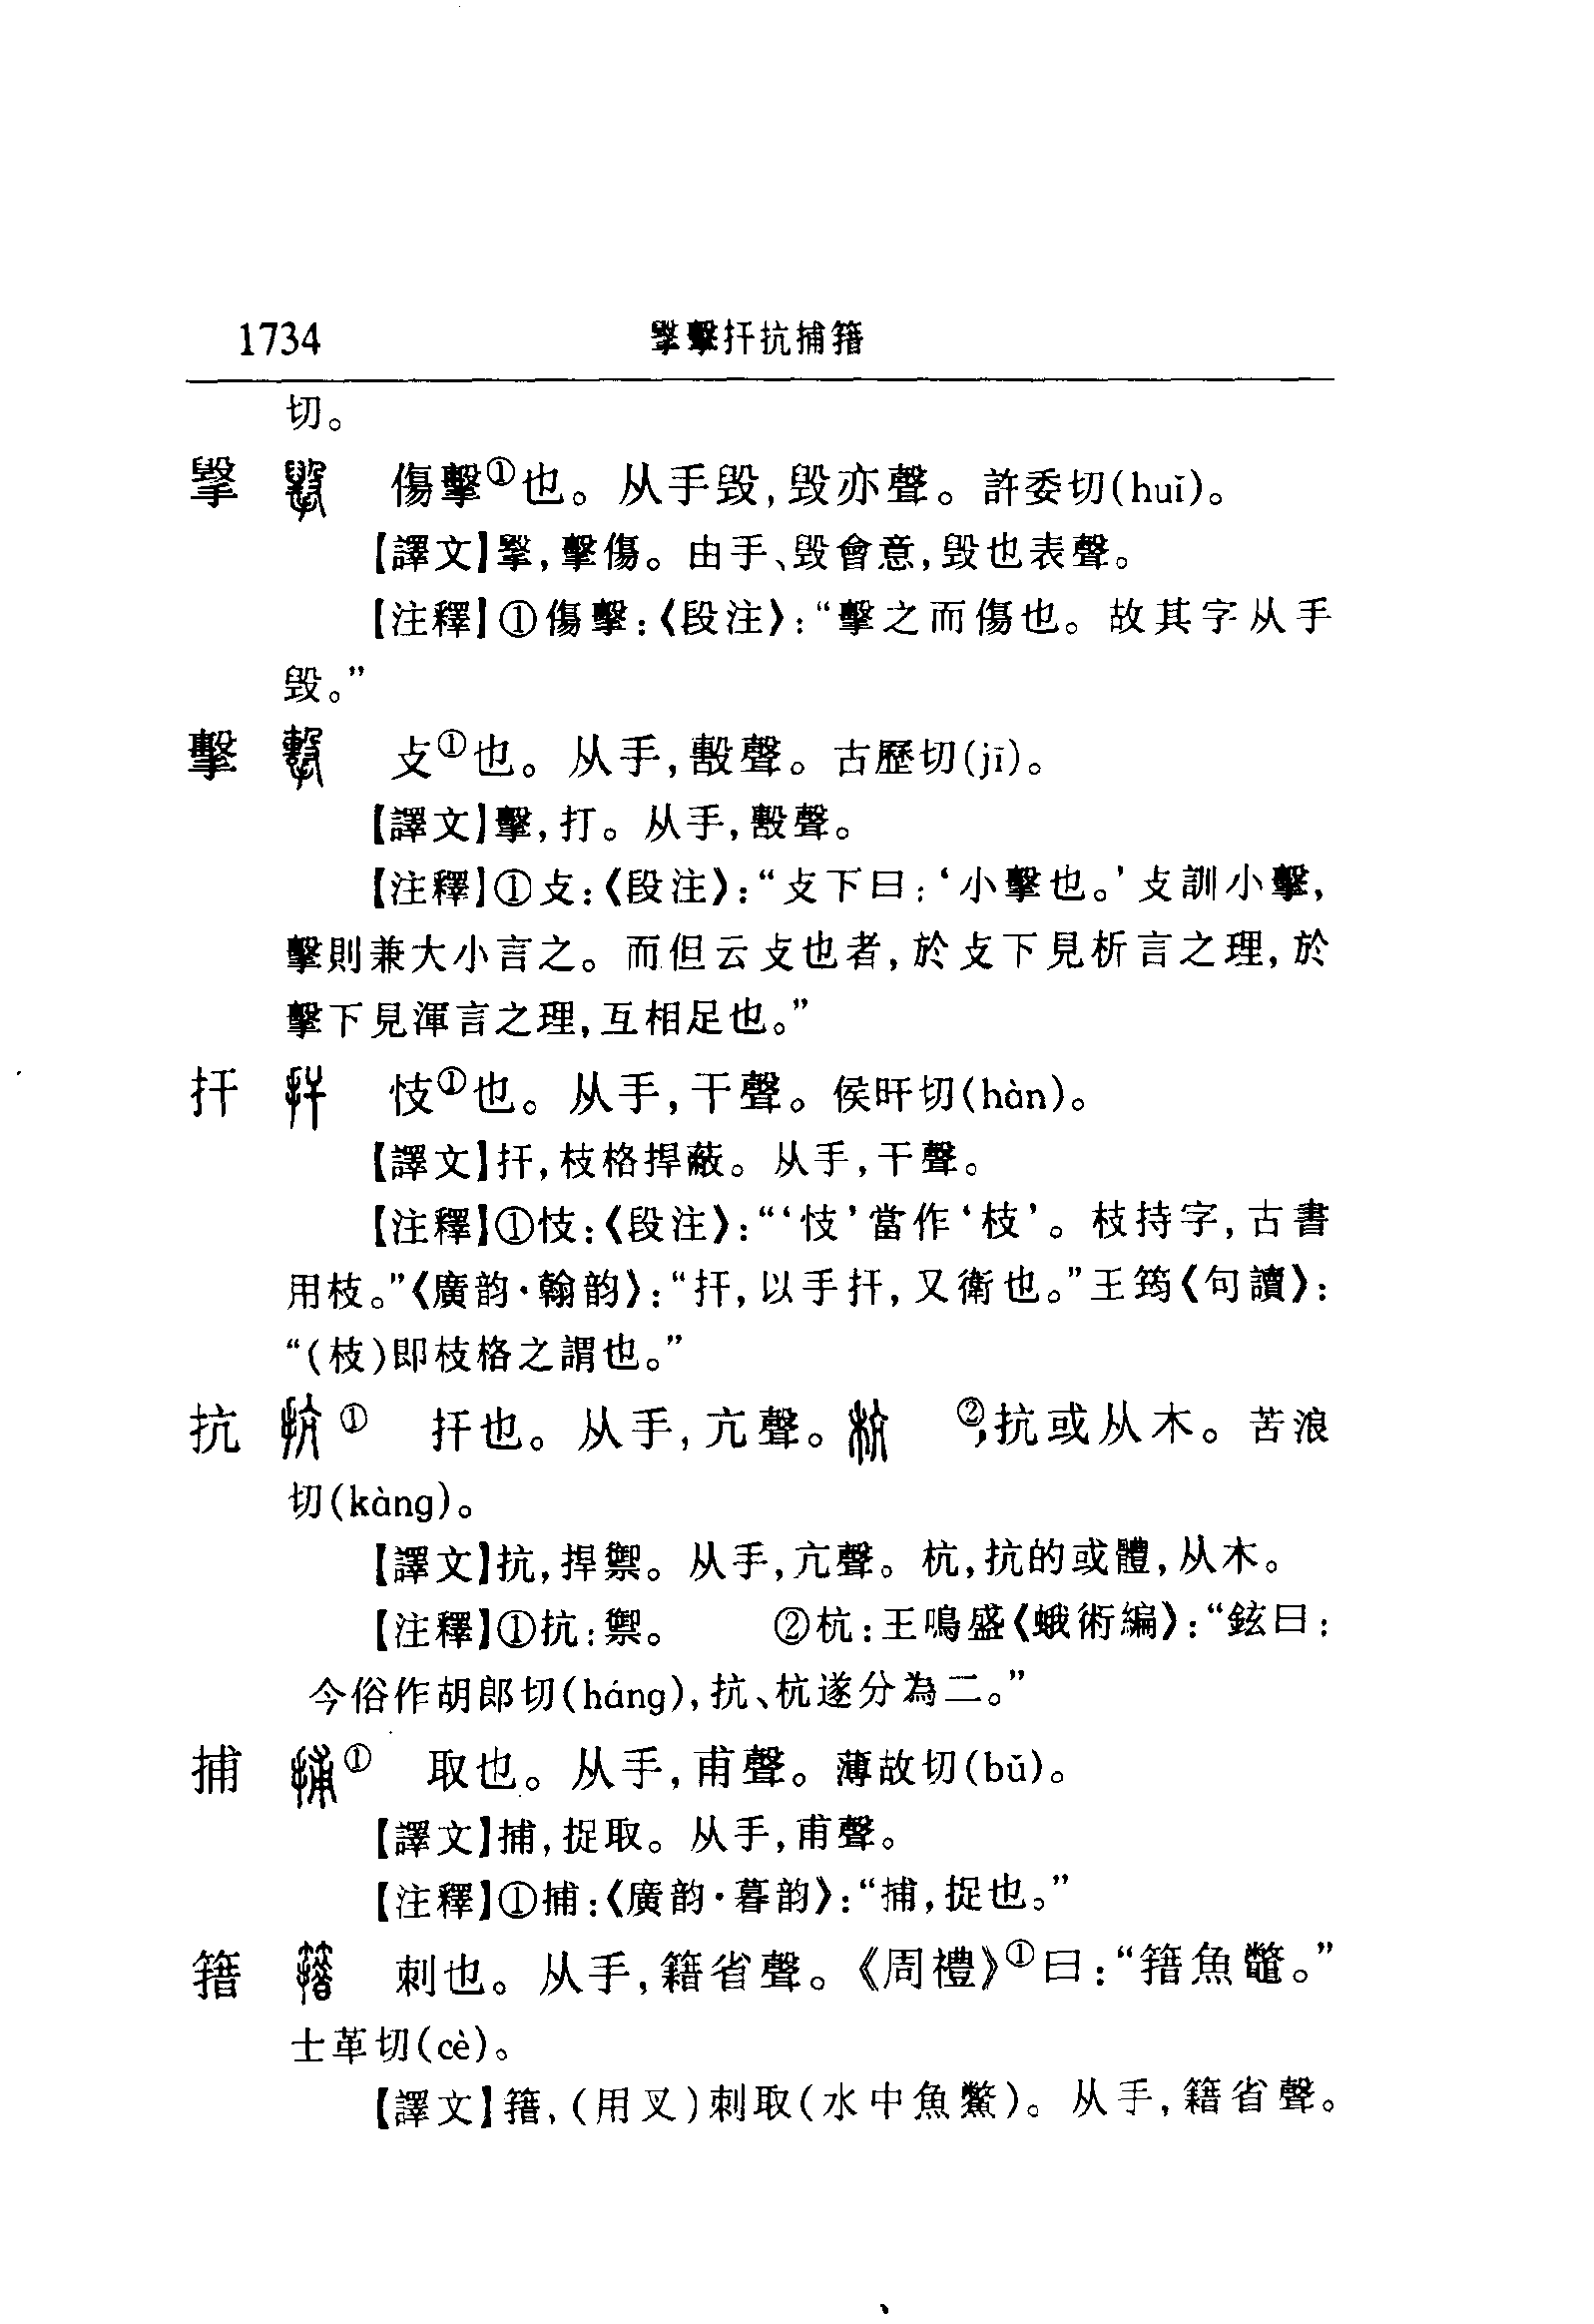 1734 擊扞抗捕簎
切。
傷擊①也。从手毁,毁亦聲。許委切(huǐ)。
【譯文】,擊傷。由手、毁會意,毁也表聲。
【注釋】①傷擊:《段注》:“擊之而傷也。故其字从手
毁。”
擊 攴①也。从手,毄聲。古歷切(jī)。
【譯文】擊,打。从手,毄聲。
【注釋】①攴:《段注》:“攴下曰:‘小擊也。’攴訓小擊,
擊則兼大小言之。而但云攴也者,於攴下見析言之理,於
擊下見渾言之理,互相足也。”
扞 忮①也。从手,干聲。侯旰切(hàn)。
【譯文】扞,枝格捍蔽。从手,干聲。
【注釋】①忮:《段注》:“‘忮’當作‘枝’。枝持字,古書
用枝。”《廣韵·翰韵》:“扞,以手扞,又衛也。”王筠《句讀》:
“(枝)即枝格之謂也。”
抗 ① 扞也。从手,亢聲。杭 ②,抗或从木。苦浪
切(kàng)。
【譯文】抗,捍禦。从手,亢聲。杭,抗的或體,从木。
【注釋】①抗:禦。 ②杭:王鳴盛《蛾術編》:“鉉曰:
今俗作胡郎切(háng),抗、杭遂分為二。”
捕 ① 取也。从手,甫聲。薄故切(bǔ)。
【譯文】捕,捉取。从手,甫聲。
【注釋】①捕:《廣韵·暮韵》:“捕,捉也。”
簎 刺也。从手,籍省聲。《周禮》①曰:“簎魚鼈。”
士革切(cè)。
【譯文】簎,(用叉)刺取(水中魚鱉)。从手,籍省聲。